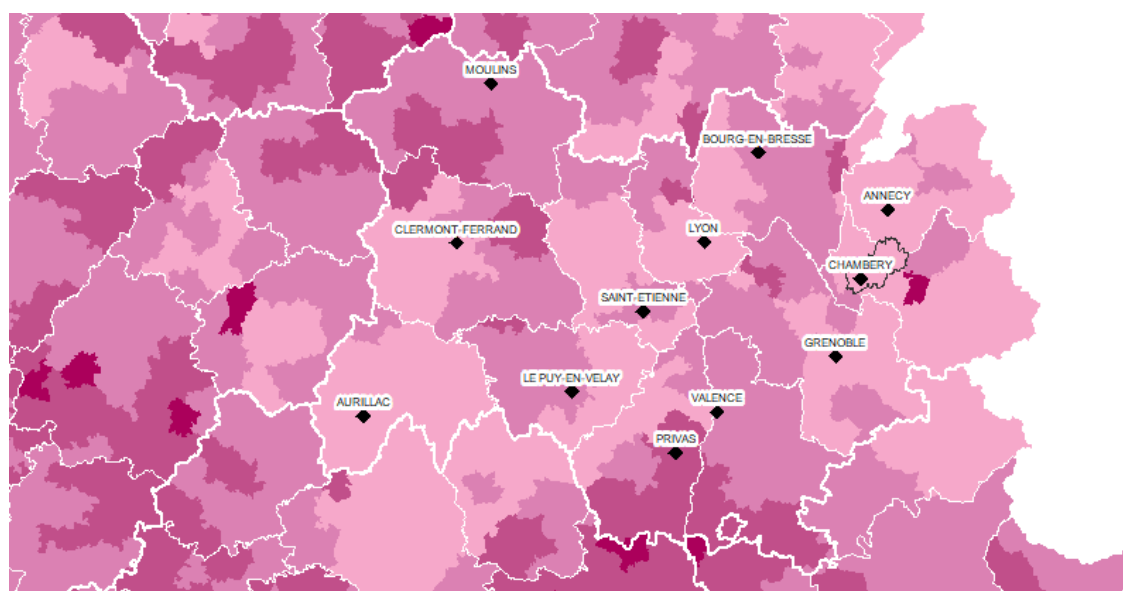 MOULINS
BOURG-EN-BRESSE
ANNECY
CLERMONT-FERRAND
LYON
CHAMBERY
SAINT-ETIENNE
GRENOBLE
LE PUY-EN-VELAY
AURILLAC
VALENCE
PRIVAS